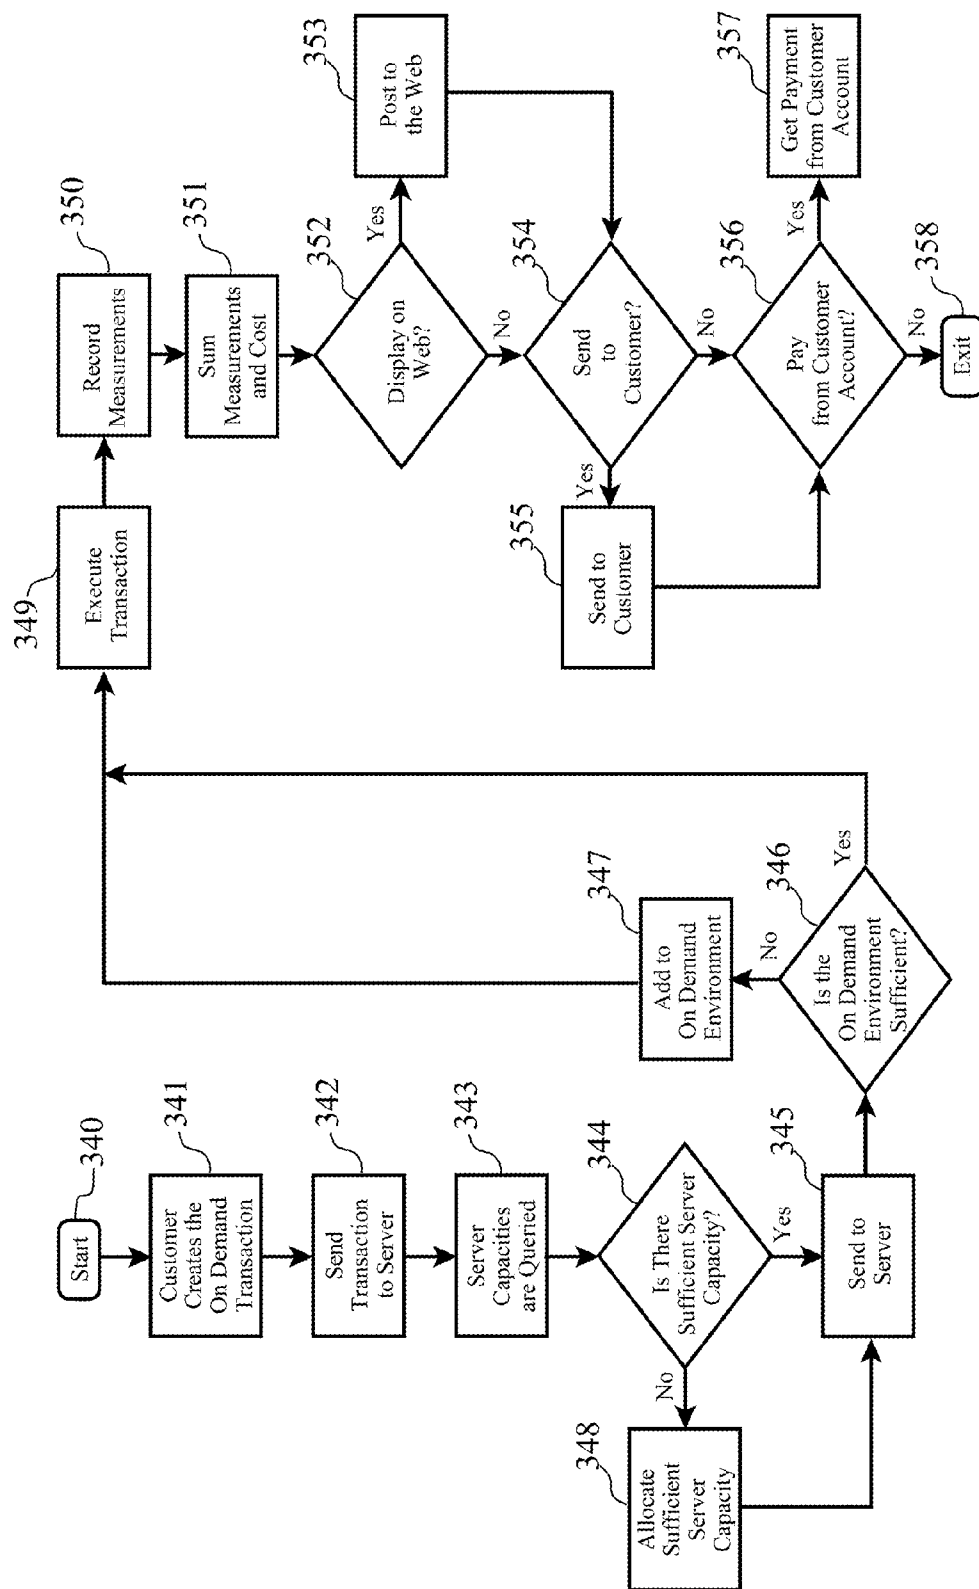 340
Start
341
Customer
Creates the
On Demand
Transaction
342
Send
Transaction
to Server
343
Server
Capacities
are Queried
344
Is There
Sufficient Server
Capacity?
No
Yes
348
Allocate
Sufficient
Server
Capacity
345
Send to
Server
346
Is the
On Demand
Environment
Sufficient?
No
Yes
347
Add to
On Demand
Environment
349
Execute
Transaction
350
Record
Measurements
351
Sum
Measurements
and Cost
352
Display on
Web?
Yes
No
353
Post to
the Web
354
Send
to
Customer?
Yes
No
355
Send to
Customer
356
Pay
from Customer
Account?
Yes
No
357
Get Payment
from Customer
Account
358
Exit